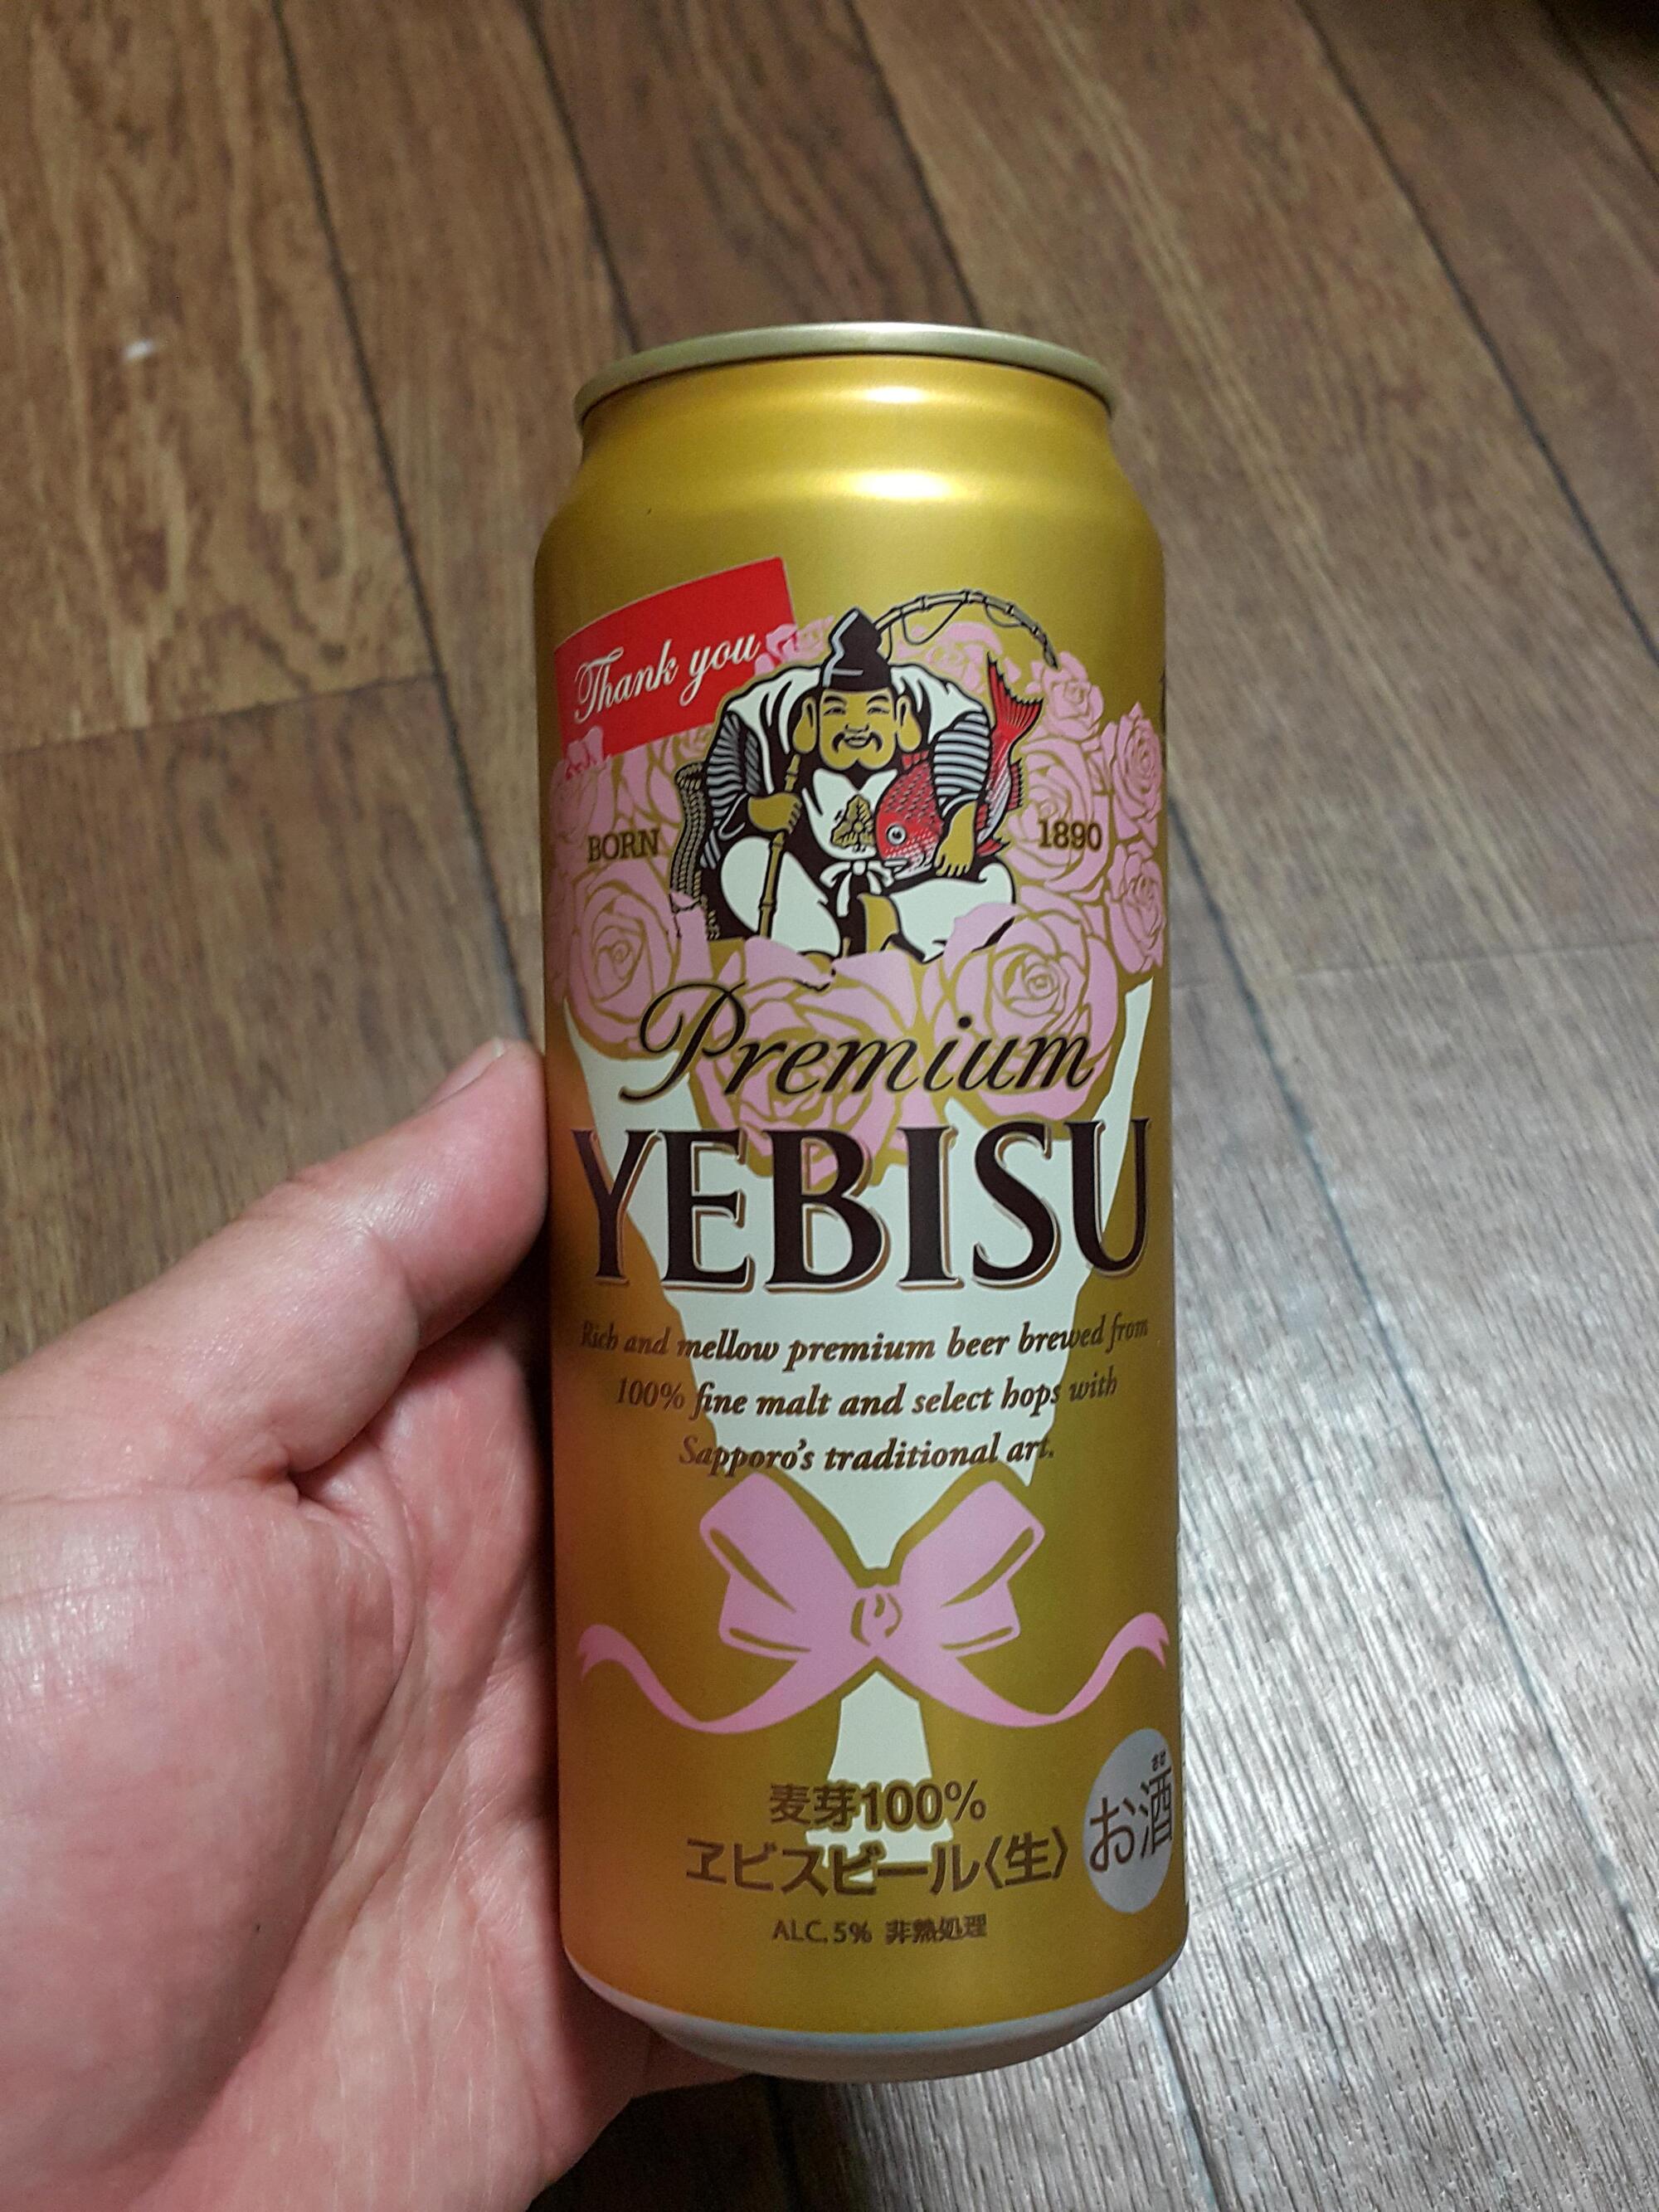 Thank you
BORN 1890
Premium
YEBISU
Rich and mellow premium beer brewed from
100% fine malt and select hops with
Sapporo's traditional art.
麦芽100%
ヱビスビール〈生〉
ALC.5% 非熱処理
さけ
お酒